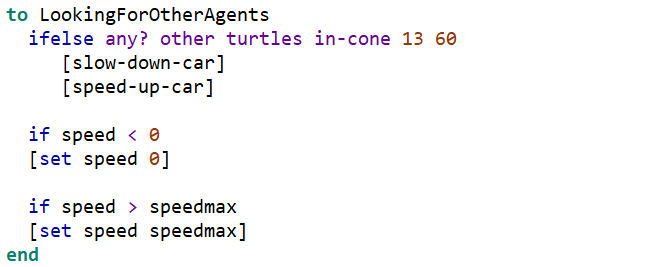 to LookingForOtherAgents
  ifelse any? other turtles in-cone 13 60
     [slow-down-car]
     [speed-up-car]

  if speed < 0
  [set speed 0]

  if speed > speedmax
  [set speed speedmax]
end